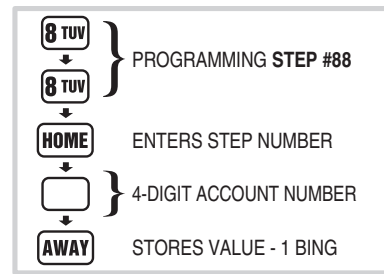 8 TUV
PROGRAMMING STEP #88
8 TUV
HOME ENTERS STEP NUMBER
4-DIGIT ACCOUNT NUMBER
AWAY STORES VALUE - 1 BING